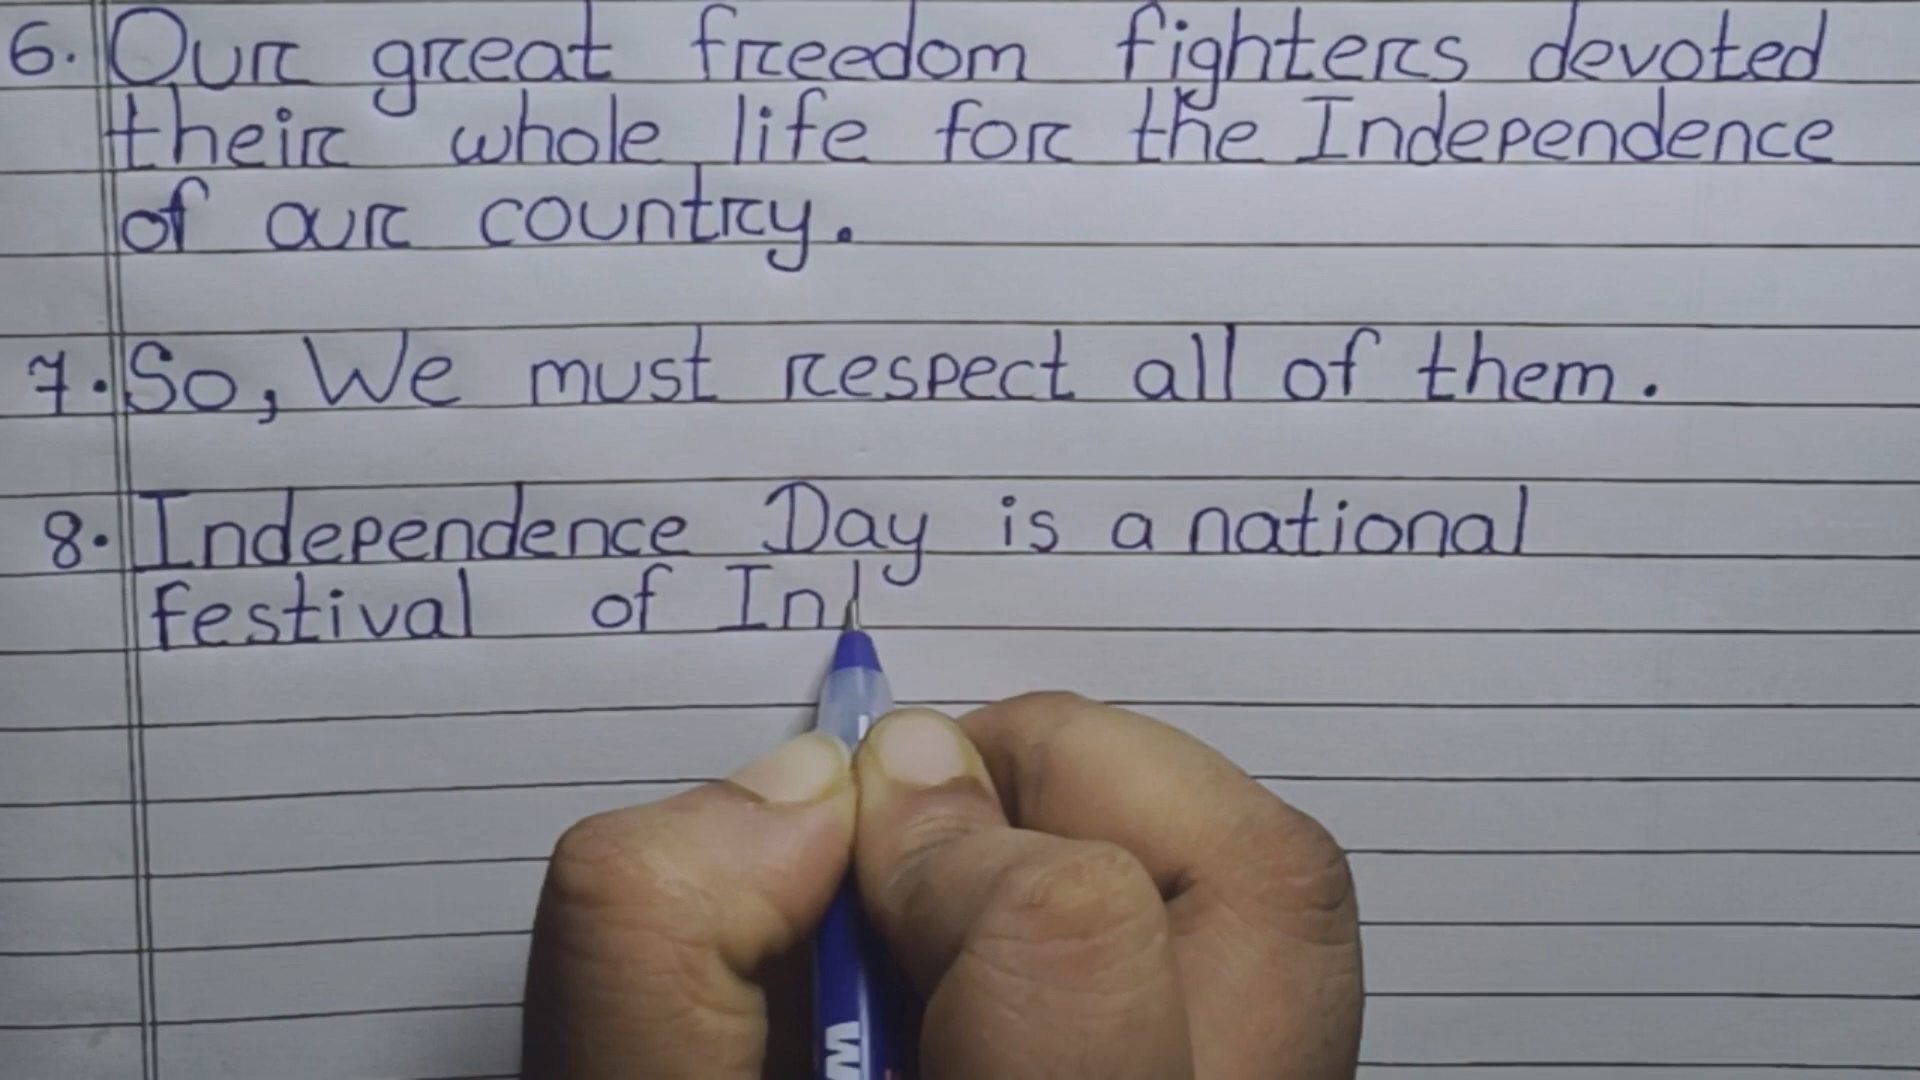 6. Our great freedom fighters devoted
their whole life for the Independence
of our country.
7. So, We must respect all of them.
8. Independence Day is a national
festival of In
W